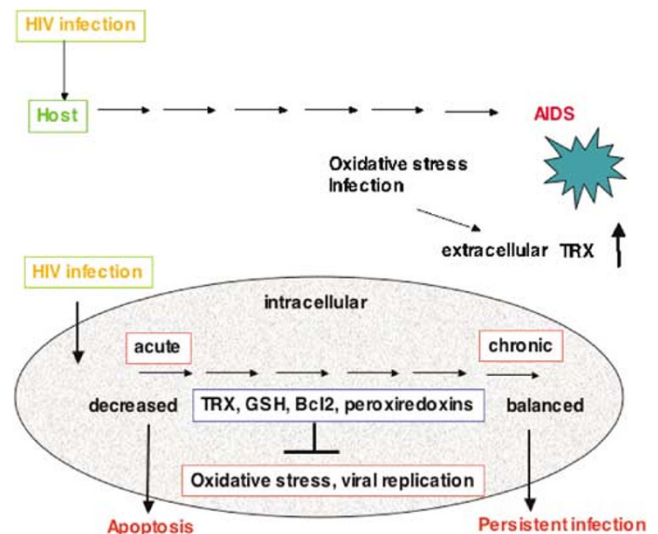 HIV infection
Host
AIDS
Oxidative stress
Infection
extracellular TRX
HIV infection
intracellular
acute
chronic
decreased
TRX, GSH, Bcl2, peroxiredoxins
balanced
Oxidative stress, viral replication
Apoptosis
Persistent infection